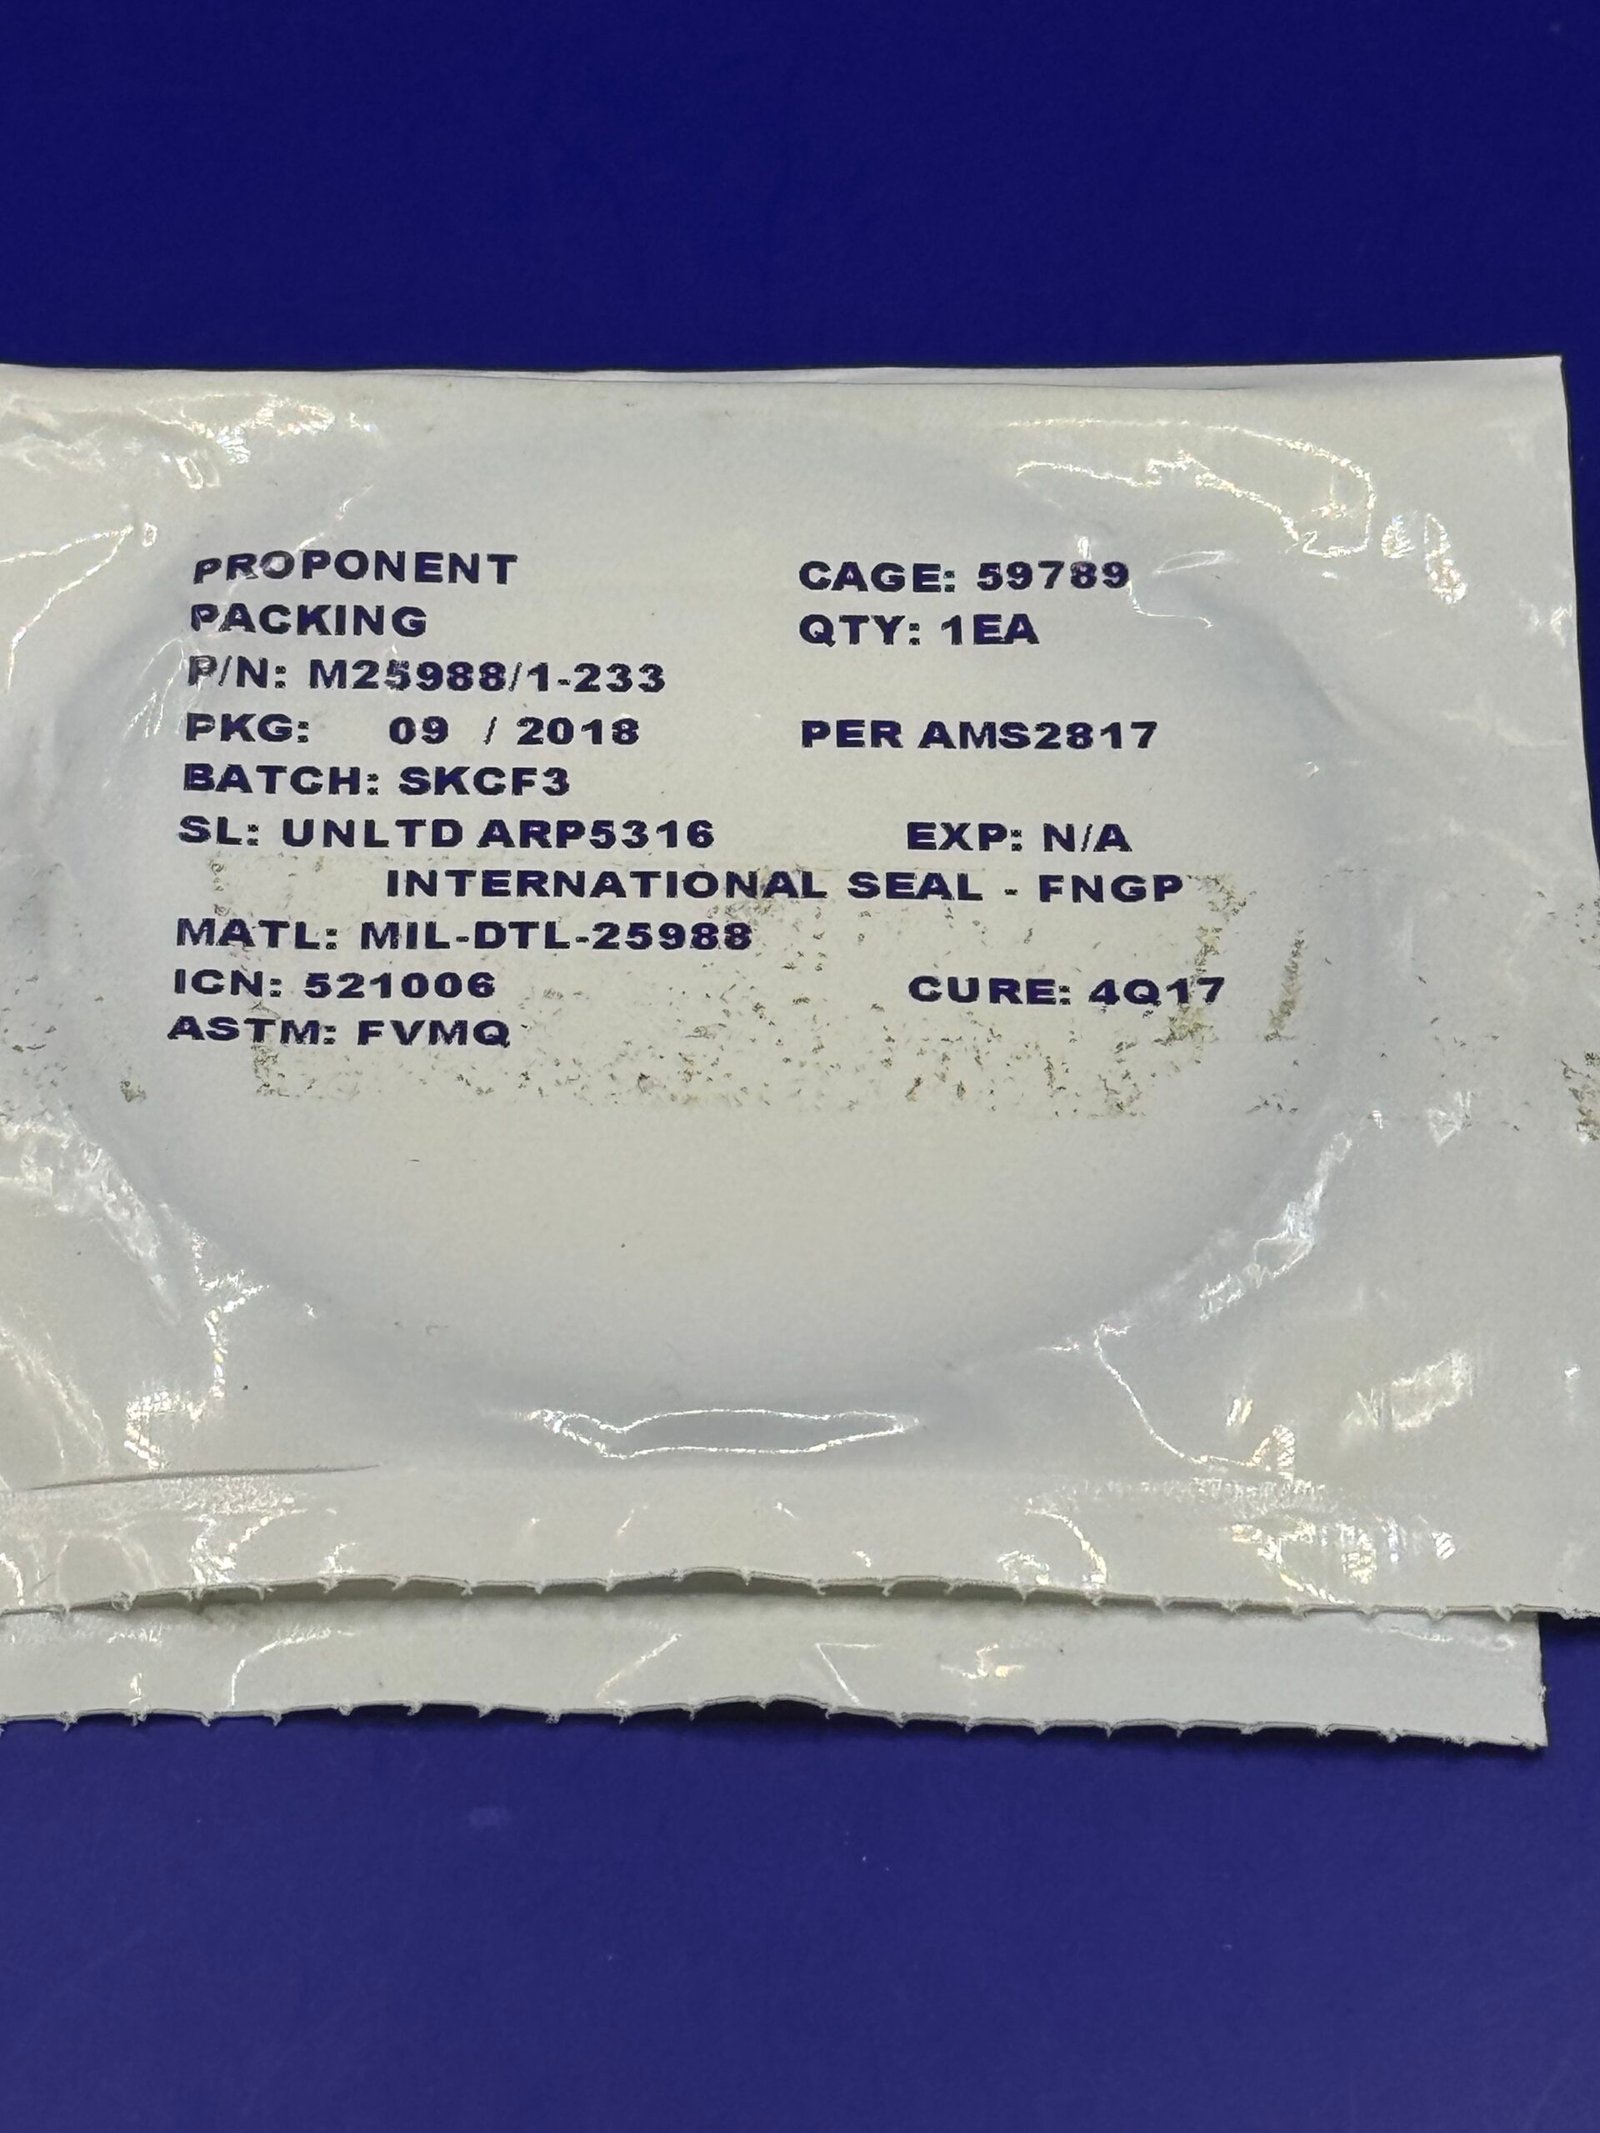 PROPONENT CAGE: 59789
PACKING QTY: 1EA
P/N: M25988/1-233
PKG: 09 / 2018 PER AMS2817
BATCH: SKCF3
SL: UNLTD ARP5316 EXP: N/A
INTERNATIONAL SEAL - FNGP
MATL: MIL-DTL-25988
ICN: 521006 CURE: 4Q17
ASTM: FVMQ